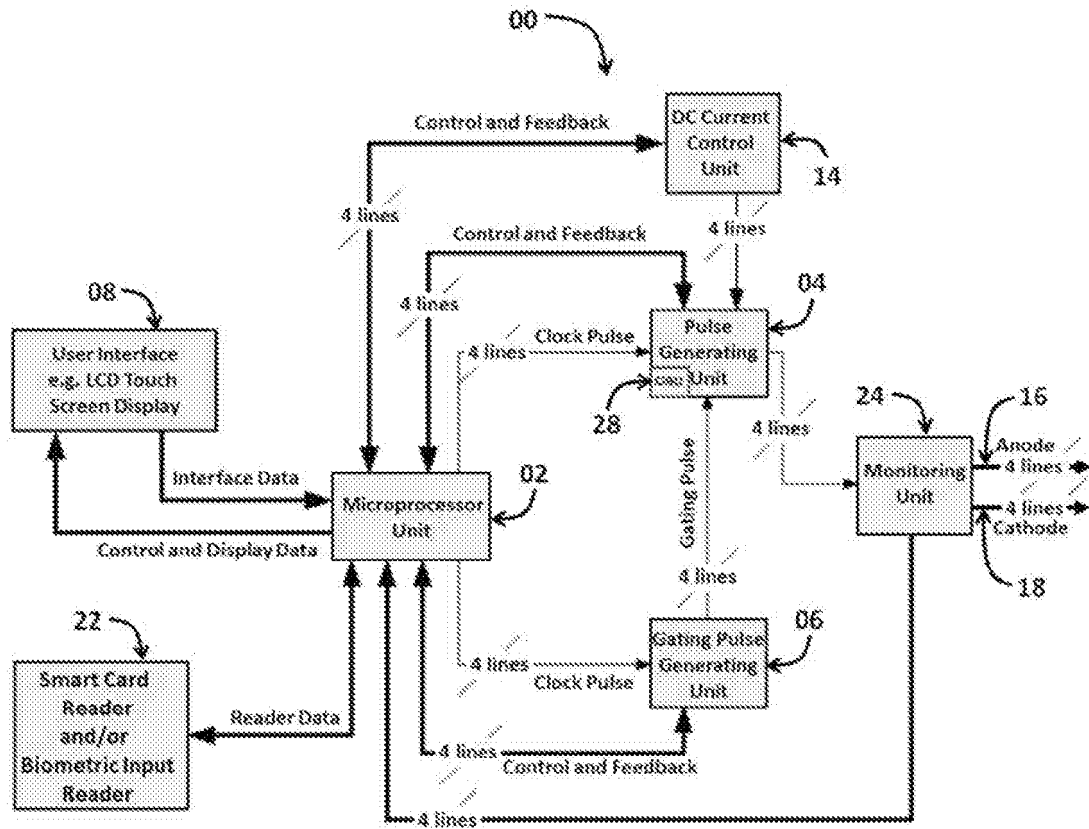 00
DC Current
Control
Unit
14
Control and Feedback
4 lines
4 lines
Control and Feedback
4 lines
04
Pulse
Generating
Unit
28
Clock Pulse
4 lines
08
User Interface
e.g. LCD Touch
Screen Display
4 lines
24
16
Anode
4 lines
Monitoring
Unit
4 lines
Cathode
18
Interface Data
Microprocessor
Unit
02
Control and Display Data
Gating Pulse
4 lines
22
Smart Card
Reader
and/or
Biometric Input
Reader
Reader Data
4 lines
Clock Pulse
Gating Pulse
Generating
Unit
06
4 lines
Control and Feedback
4 lines